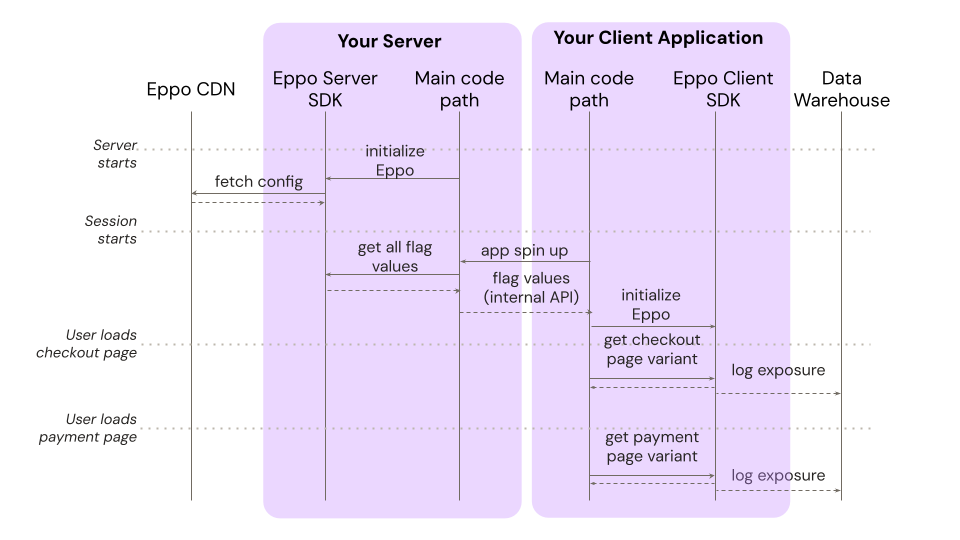 Your Server
Your Client Application
Eppo CDN
Eppo Server
SDK
Main code
path
Main code
path
Eppo Client
SDK
Data
Warehouse
Server
starts
initialize
Eppo
fetch config
Session
starts
get all flag
values
app spin up
flag values
(internal API)
initialize
Eppo
User loads
checkout page
get checkout
page variant
log exposure
User loads
payment page
get payment
page variant
log exposure